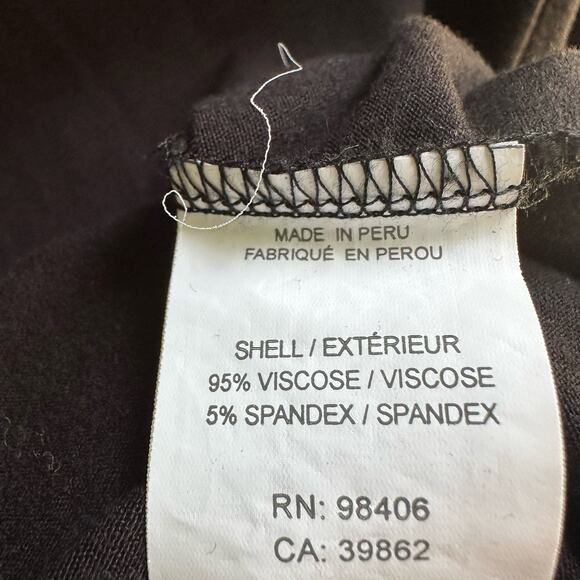 MADE IN PERU
FABRIQUÉ EN PEROU
SHELL / EXTÉRIEUR
95% VISCOSE / VISCOSE
5% SPANDEX / SPANDEX
RN: 98406
CA: 39862